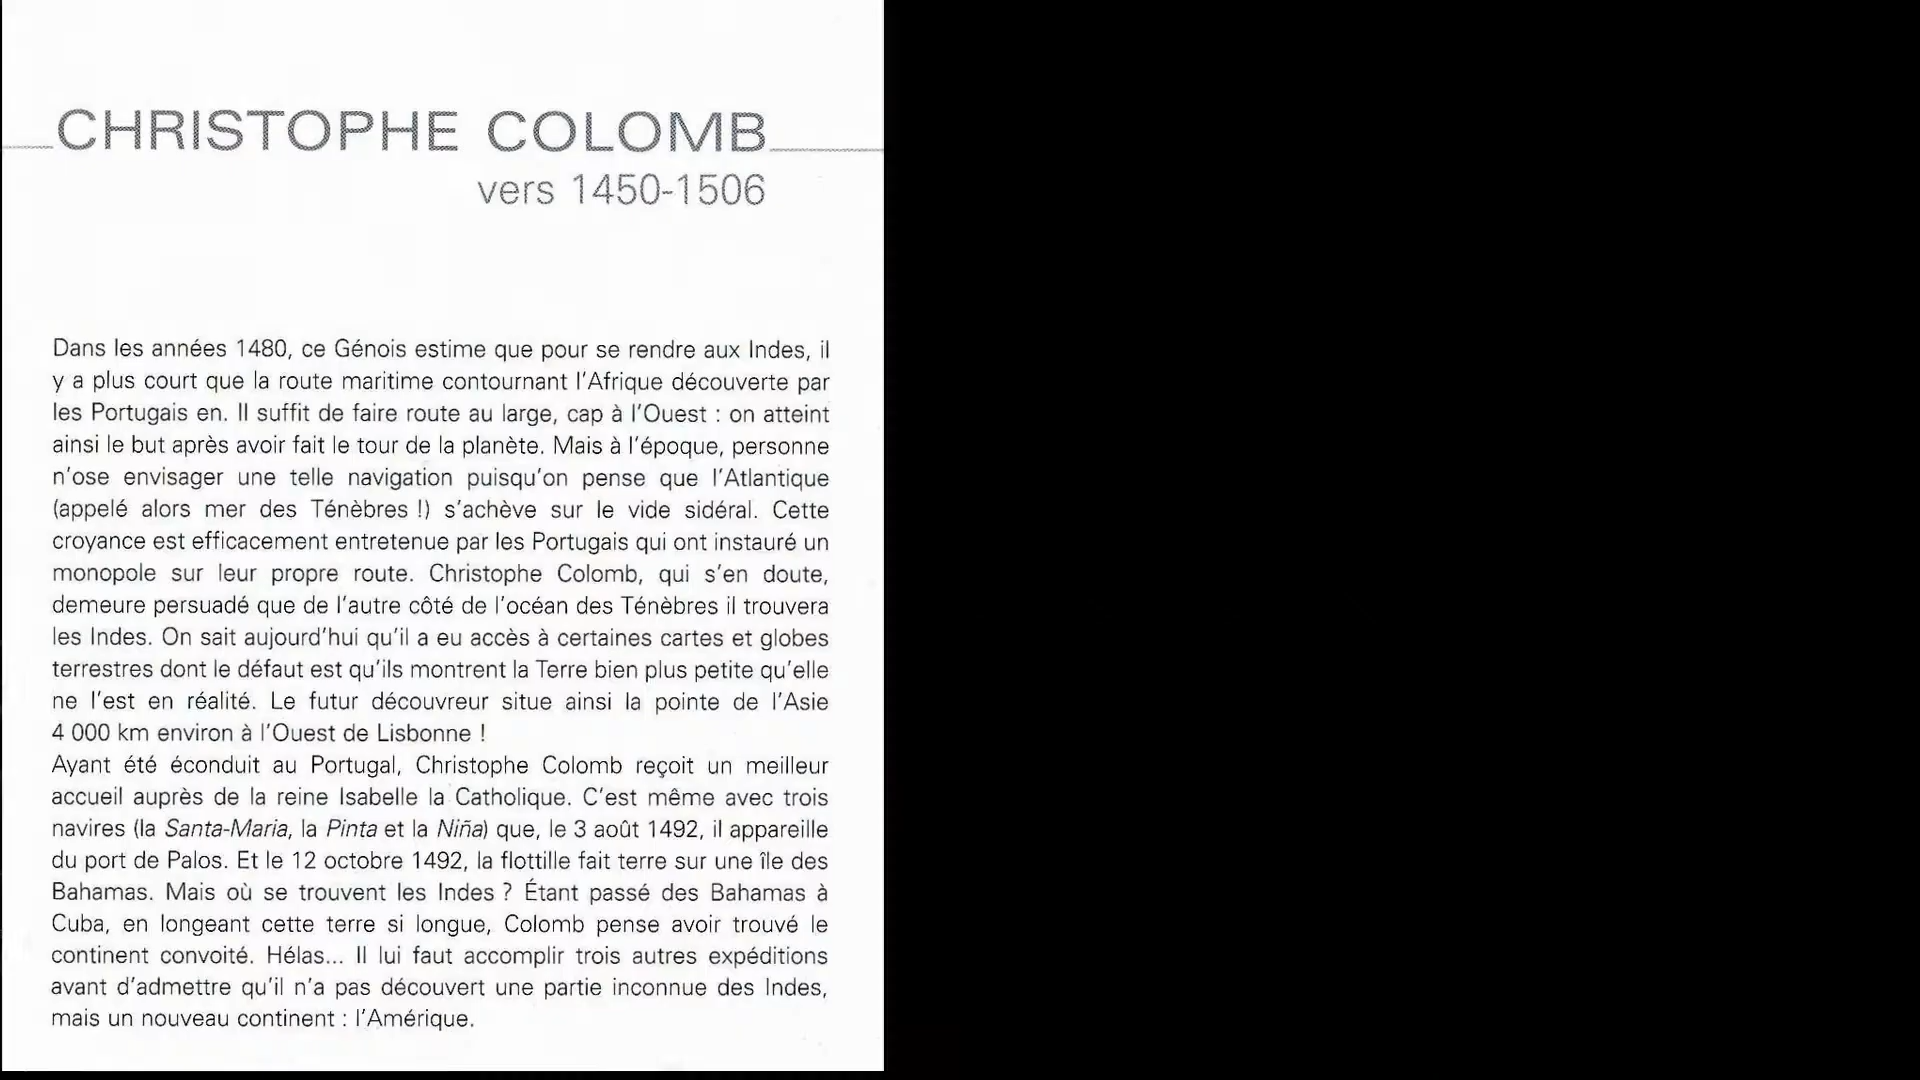 CHRISTOPHE COLOMB
vers 1450-1506
Dans les années 1480, ce Génois estime que pour se rendre aux Indes, il
y a plus court que la route maritime contournant l'Afrique découverte par
les Portugais en. Il suffit de faire route au large, cap à l'Ouest : on atteint
ainsi le but après avoir fait le tour de la planète. Mais à l'époque, personne
n'ose envisager une telle navigation puisqu'on pense que l'Atlantique
(appelé alors mer des Ténèbres !) s'achève sur le vide sidéral. Cette
croyance est efficacement entretenue par les Portugais qui ont instauré un
monopole sur leur propre route. Christophe Colomb, qui s'en doute,
demeure persuadé que de l'autre côté de l'océan des Ténèbres il trouvera
les Indes. On sait aujourd'hui qu'il a eu accès à certaines cartes et globes
terrestres dont le défaut est qu'ils montrent la Terre bien plus petite qu'elle
ne l'est en réalité. Le futur découvreur situe ainsi la pointe de l'Asie
4 000 km environ à l'Ouest de Lisbonne !
Ayant été éconduit au Portugal, Christophe Colomb reçoit un meilleur
accueil auprès de la reine Isabelle la Catholique. C'est même avec trois
navires (la Santa-Maria, la Pinta et la Niña) que, le 3 août 1492, il appareille
du port de Palos. Et le 12 octobre 1492, la flottille fait terre sur une île des
Bahamas. Mais où se trouvent les Indes ? Étant passé des Bahamas à
Cuba, en longeant cette terre si longue, Colomb pense avoir trouvé le
continent convoité. Hélas... Il lui faut accomplir trois autres expéditions
avant d'admettre qu'il n'a pas découvert une partie inconnue des Indes,
mais un nouveau continent : l'Amérique.